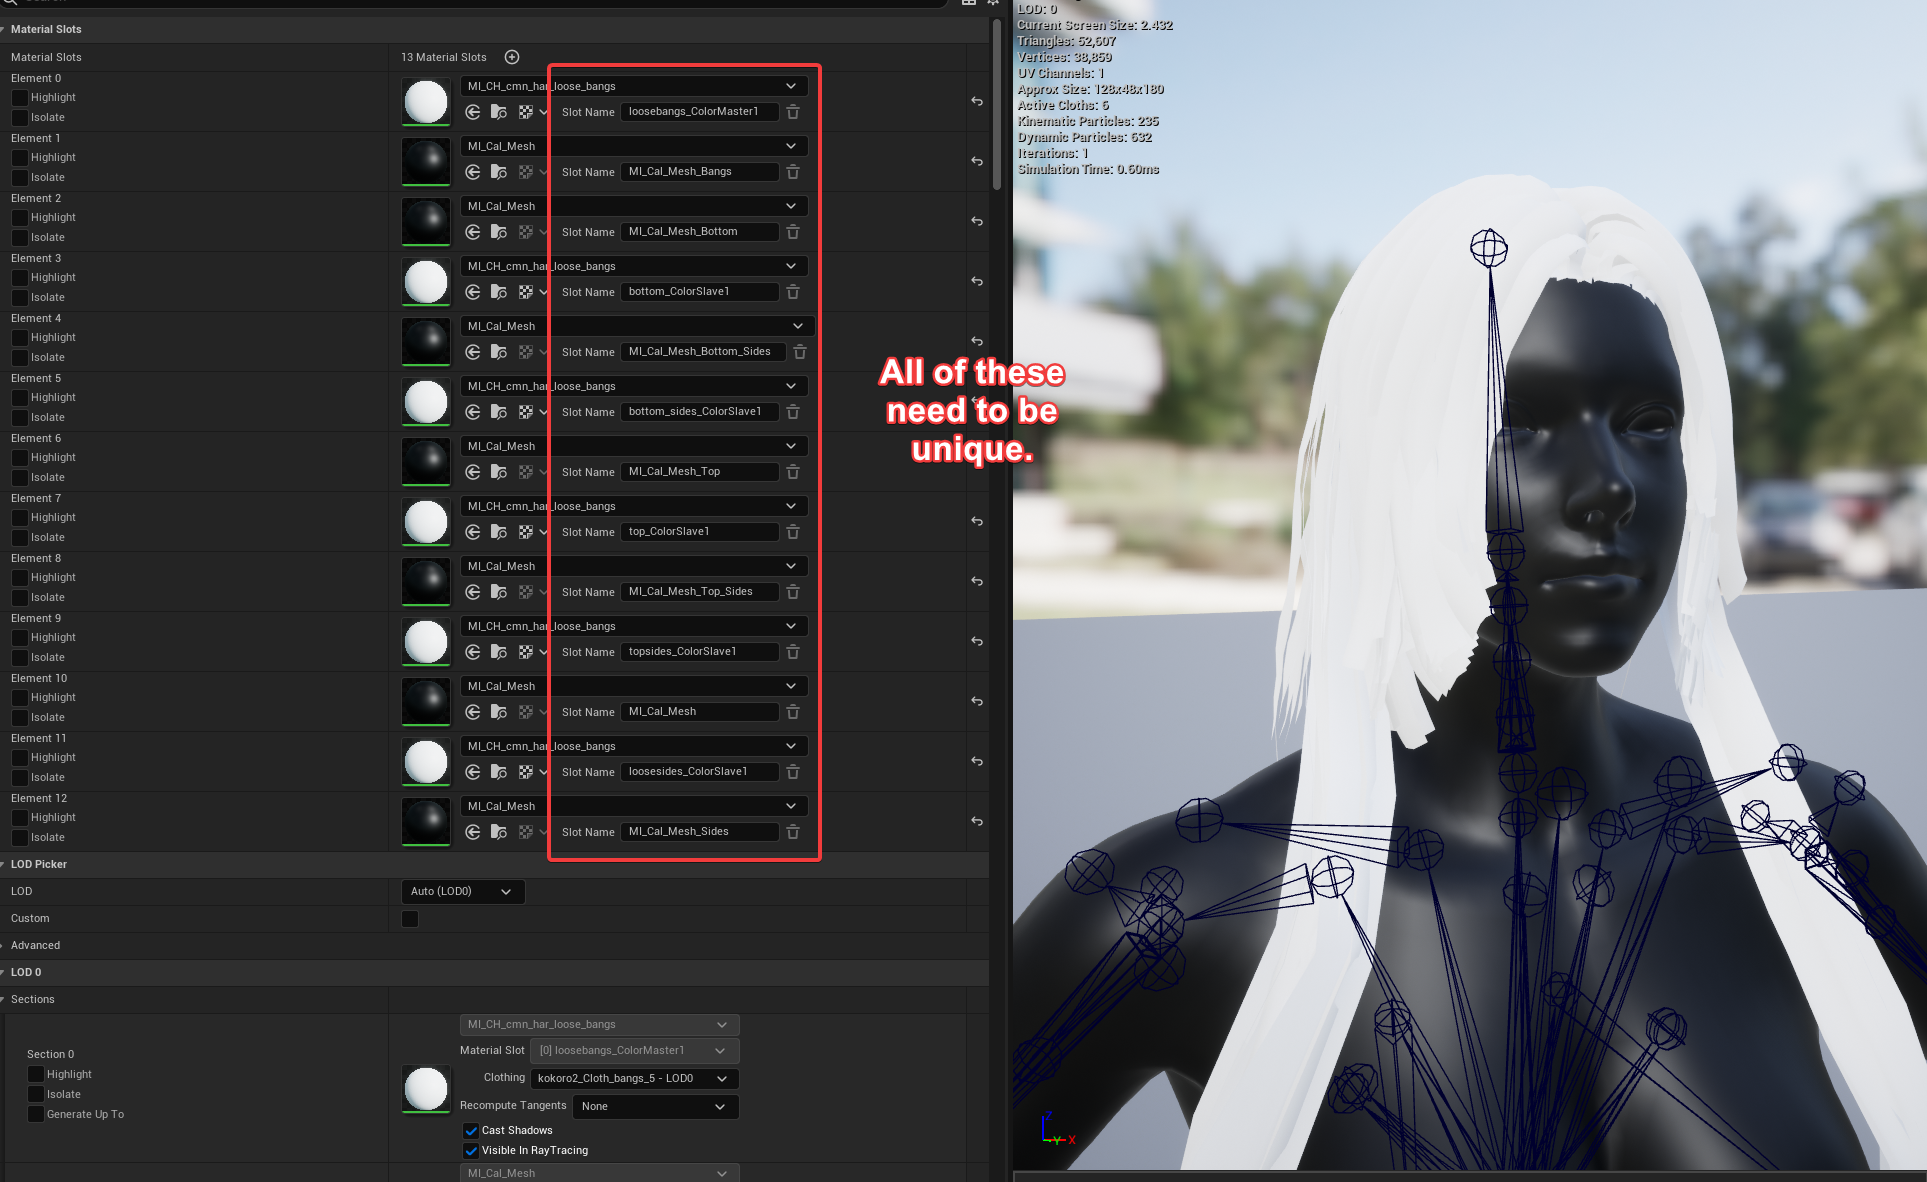 Material Slots
Material Slots
13 Material Slots
Element 0
Highlight
Isolate
MI_CH_cmn_har_loose_bangs
Slot Name
loosebangs_ColorMaster1
Element 1
Highlight
Isolate
MI_Cal_Mesh
Slot Name
MI_Cal_Mesh_Bangs
Element 2
Highlight
Isolate
MI_Cal_Mesh
Slot Name
MI_Cal_Mesh_Bottom
Element 3
Highlight
Isolate
MI_CH_cmn_har_loose_bangs
Slot Name
bottom_ColorSlave1
Element 4
Highlight
Isolate
MI_Cal_Mesh
Slot Name
MI_Cal_Mesh_Bottom_Sides
Element 5
Highlight
Isolate
MI_CH_cmn_har_loose_bangs
Slot Name
bottom_sides_ColorSlave1
Element 6
Highlight
Isolate
MI_Cal_Mesh
Slot Name
MI_Cal_Mesh_Top
Element 7
Highlight
Isolate
MI_CH_cmn_har_loose_bangs
Slot Name
top_ColorSlave1
Element 8
Highlight
Isolate
MI_Cal_Mesh
Slot Name
MI_Cal_Mesh_Top_Sides
Element 9
Highlight
Isolate
MI_CH_cmn_har_loose_bangs
Slot Name
topsides_ColorSlave1
Element 10
Highlight
Isolate
MI_Cal_Mesh
Slot Name
MI_Cal_Mesh
Element 11
Highlight
Isolate
MI_CH_cmn_har_loose_bangs
Slot Name
loosesides_ColorSlave1
Element 12
Highlight
Isolate
MI_Cal_Mesh
Slot Name
MI_Cal_Mesh_Sides
LOD Picker
LOD
Auto (LOD0)
Custom
Advanced
LOD 0
Sections
Section 0
Highlight
Isolate
Generate Up To
MI_CH_cmn_har_loose_bangs
Material Slot
[0] loosebangs_ColorMaster1
Clothing
kokoro2_Cloth_bangs_5 - LOD0
Recompute Tangents
None
Cast Shadows
Visible In RayTracing
MI_Cal_Mesh
All of these
need to be
unique.
LOD: 0
Current Screen Size: 2.432
Triangles: 52,607
Vertices: 38,859
UV Channels: 1
Approx Size: 128x48x180
Active Cloths: 6
Kinematic Particles: 235
Dynamic Particles: 632
Iterations: 1
Simulation Time: 0.60ms
Z
Y
X